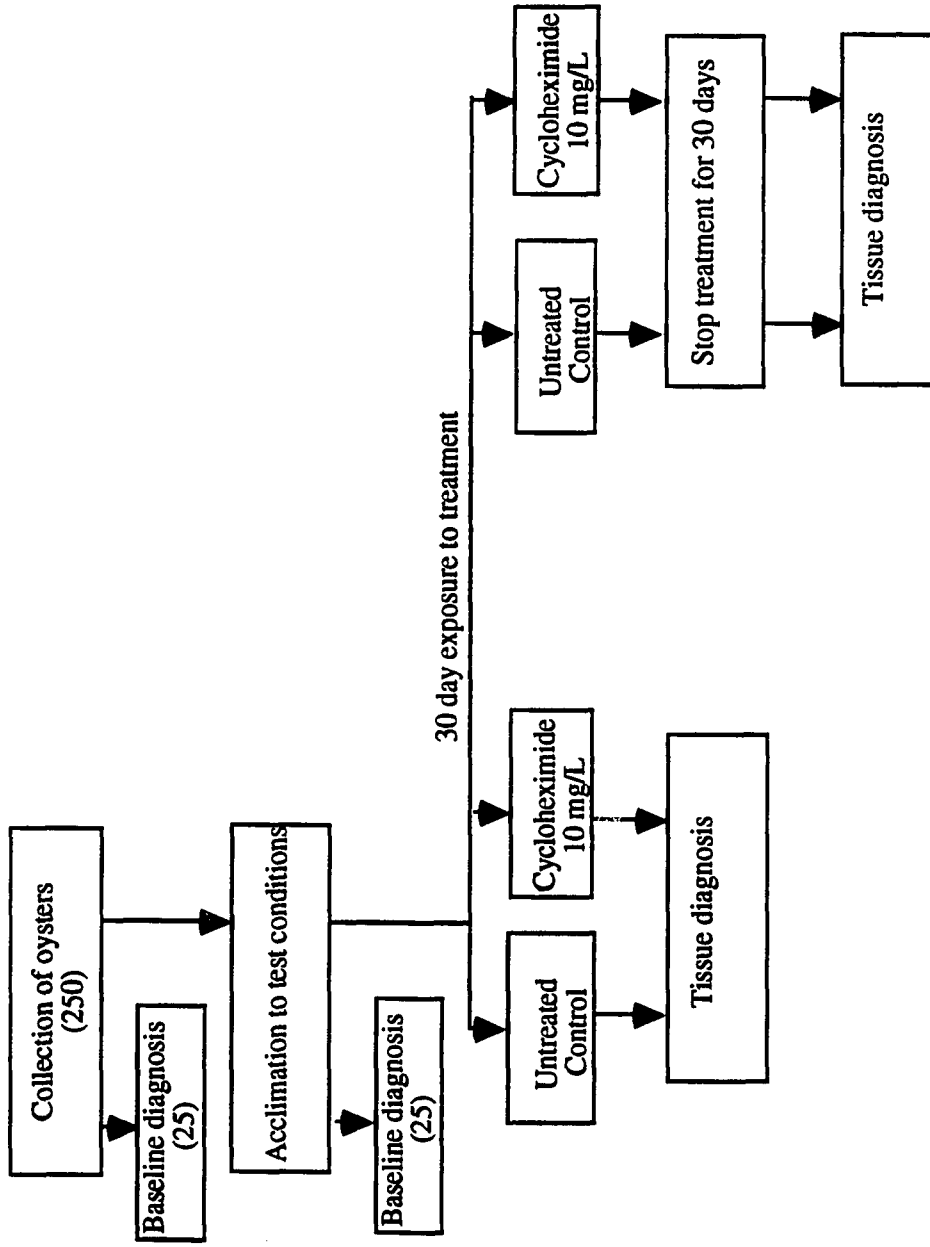 Collection of oysters
(250)
Baseline diagnosis
(25)
Acclimation to test conditions
Baseline diagnosis
(25)
30 day exposure to treatment
Untreated
Control
Cycloheximide
10 mg/L
Untreated
Control
Cycloheximide
10 mg/L
Tissue diagnosis
Stop treatment for 30 days
Tissue diagnosis